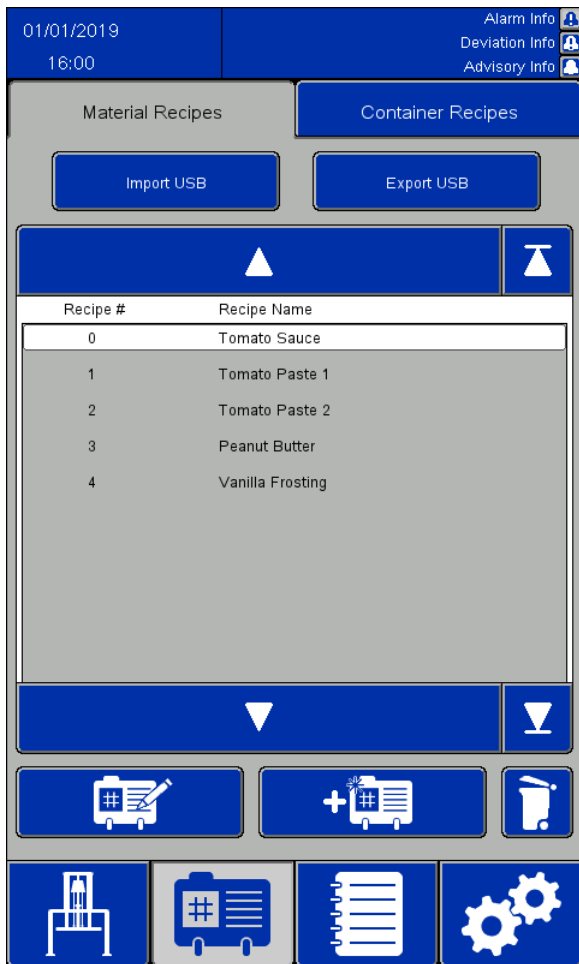 01/01/2019
16:00
Alarm Info
Deviation Info
Advisory Info
Material Recipes
Container Recipes
Import USB
Export USB
Recipe # Recipe Name
0 Tomato Sauce
1 Tomato Paste 1
2 Tomato Paste 2
3 Peanut Butter
4 Vanilla Frosting